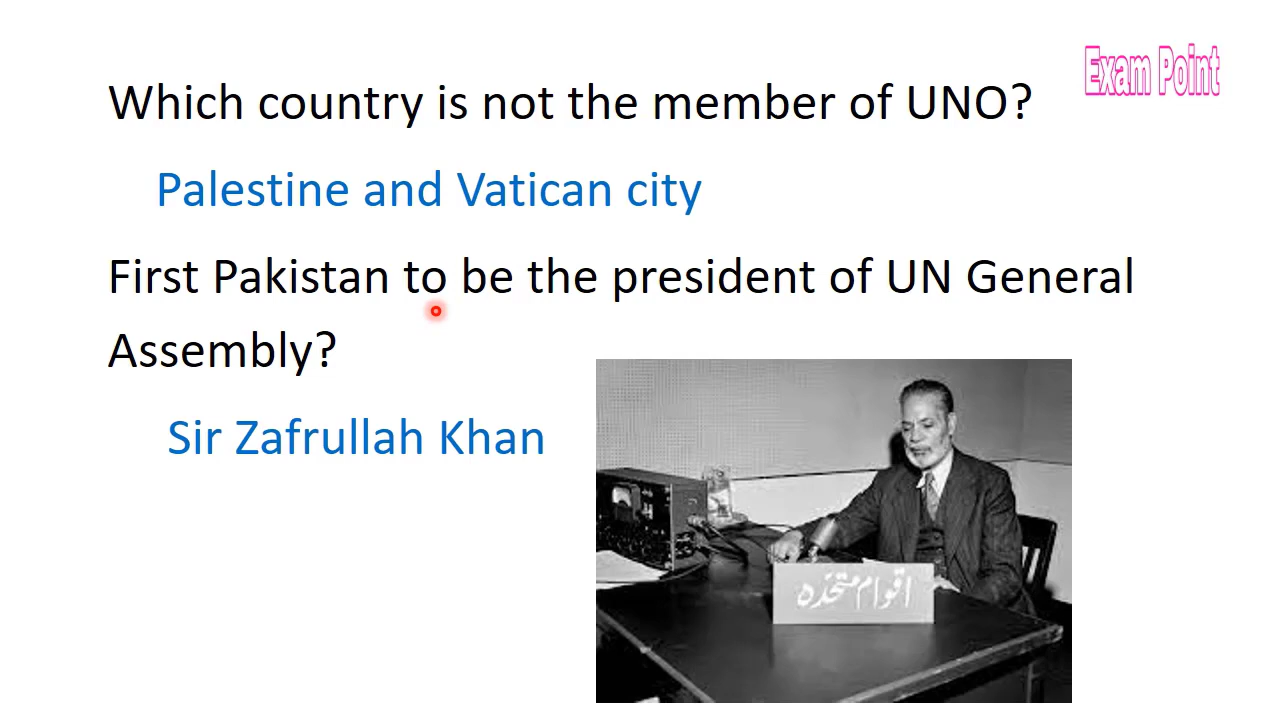 Exam Point
Which country is not the member of UNO?
Palestine and Vatican city
First Pakistan to be the president of UN General
Assembly?
Sir Zafrullah Khan
اقوام متحدہ